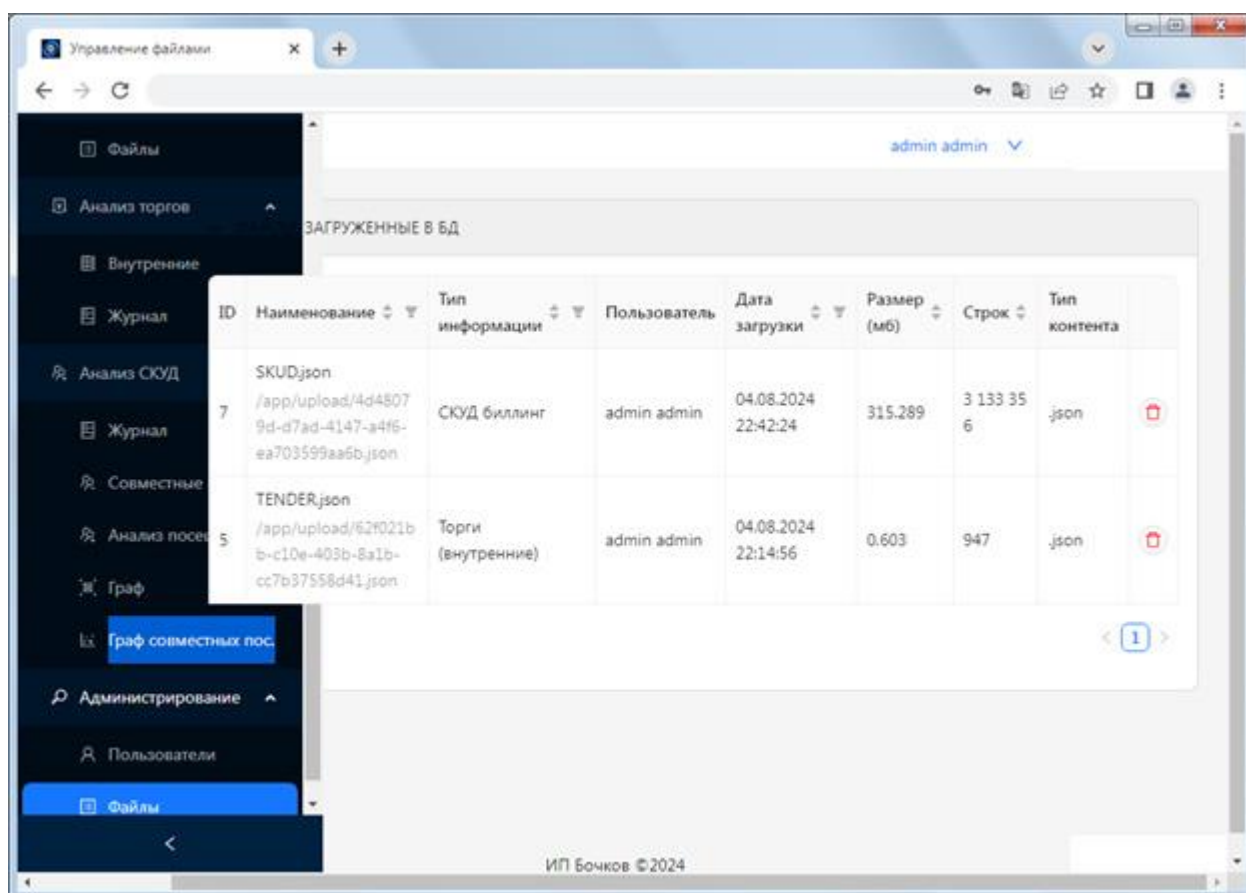 Управление файлами
admin admin
Файлы
Анализ торгов
ЗАГРУЖЕННЫЕ В БД
Внутренние
Журнал
Анализ СКУД
Журнал
Совместные
Анализ
Граф
Граф совместных пос.
Администрирование
Пользователи
Файлы
ID Наименование Тип информации Пользователь Дата загрузки Размер (мб) Строк Тип контента
7
SKUD.json
/app/upload/4d4807
9d-d7ad-4147-a4f6-
ea703599aa6b.json
СКУД биллинг
admin admin
04.08.2024
22:42:24
315.289
3 133 35
6
.json
5
TENDER.json
/app/upload/62f021b
b-c10e-403b-8a1b-
cc7b37558d41.json
Торги
(внутренние)
admin admin
04.08.2024
22:14:56
0.603
947
.json
1
ИП Бочков ©2024